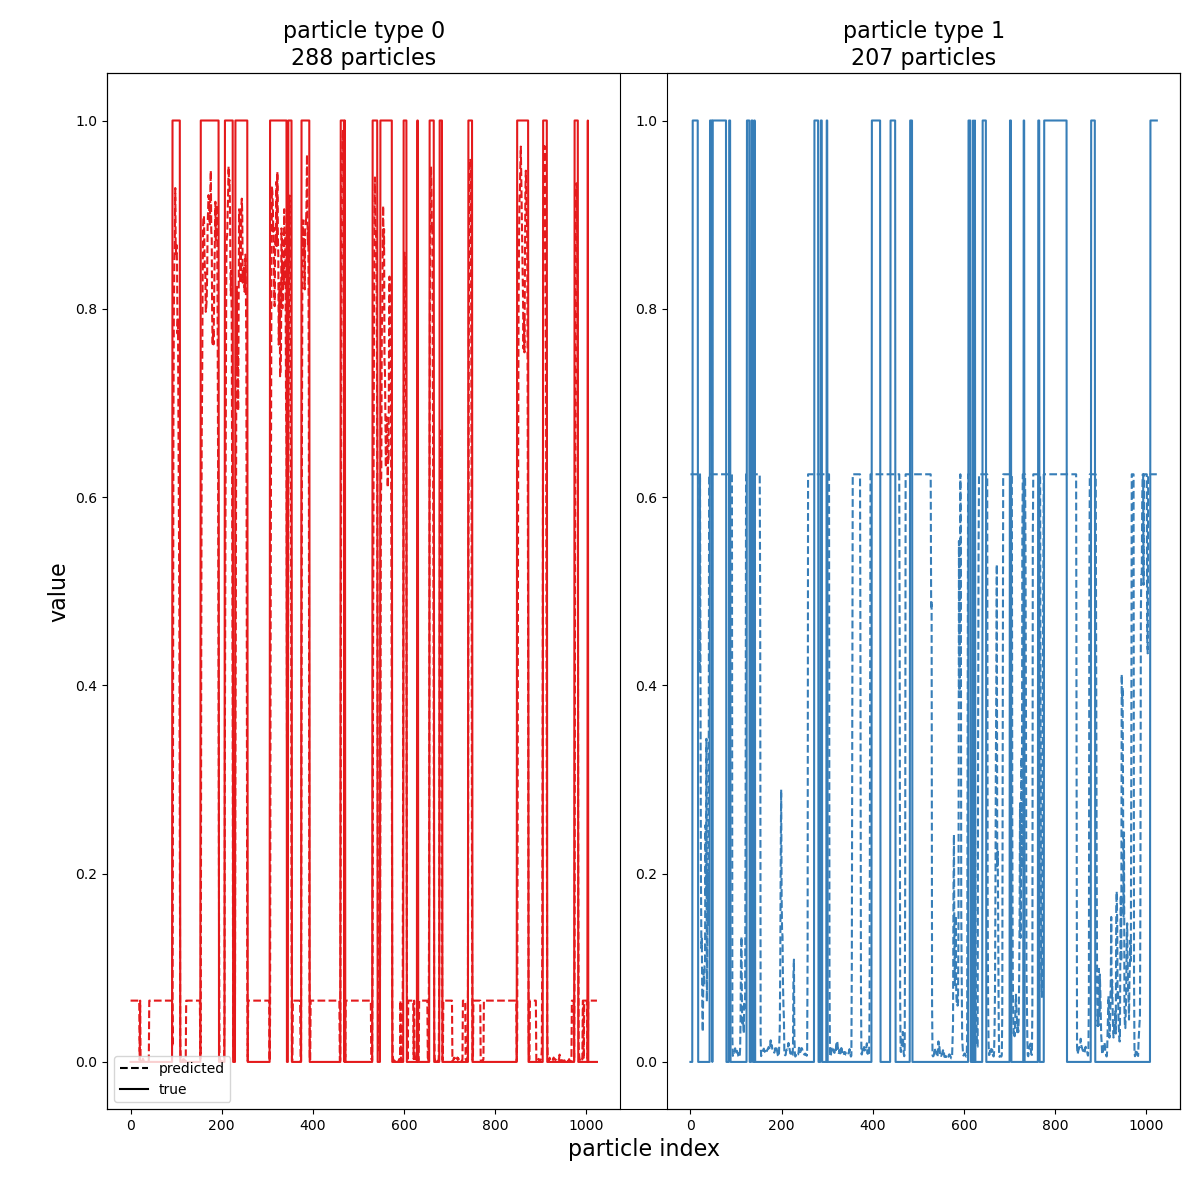 particle type 0
288 particles
particle type 1
207 particles
value
1.0
0.8
0.6
0.4
0.2
0.0
predicted
true
0 200 400 600 800 1000
1.0
0.8
0.6
0.4
0.2
0.0
0 200 400 600 800 1000
particle index